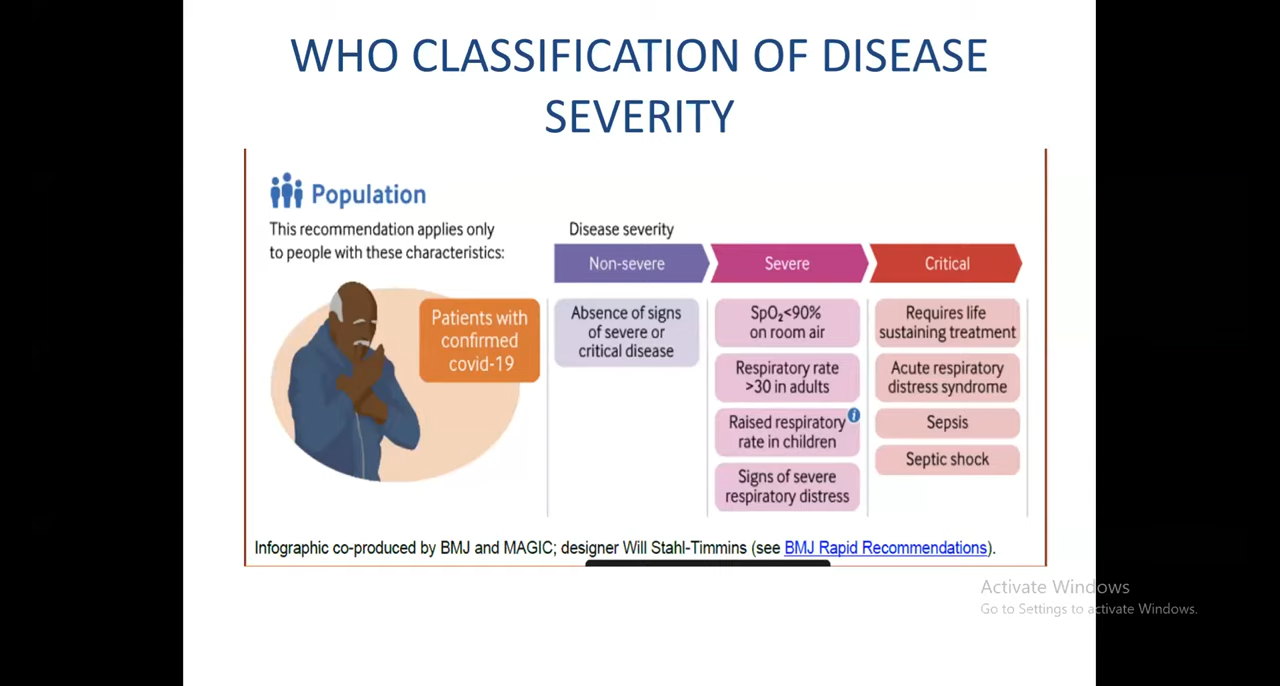 WHO CLASSIFICATION OF DISEASE
SEVERITY
Population
This recommendation applies only
to people with these characteristics:
Patients with
confirmed
covid-19
Disease severity
Non-severe
Severe
Critical
Absence of signs
of severe or
critical disease
SpO₂<90%
on room air
Respiratory rate
>30 in adults
Raised respiratory
rate in children
i
Signs of severe
respiratory distress
Requires life
sustaining treatment
Acute respiratory
distress syndrome
Sepsis
Septic shock
Infographic co-produced by BMJ and MAGIC; designer Will Stahl-Timmins (see BMJ Rapid Recommendations).
Activate Windows
Go to Settings to activate Windows.